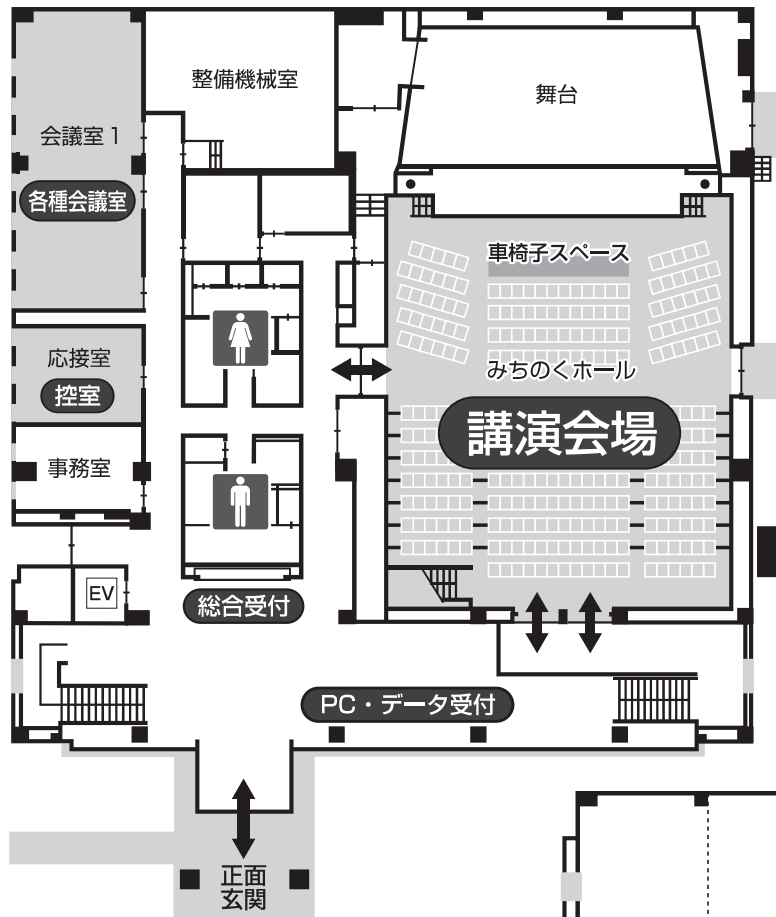 整備機械室
舞台
会議室 1
各種会議室
車椅子スペース
応接室
控室
みちのくホール
講演会場
事務室
EV
総合受付
PC・データ受付
正面
玄関